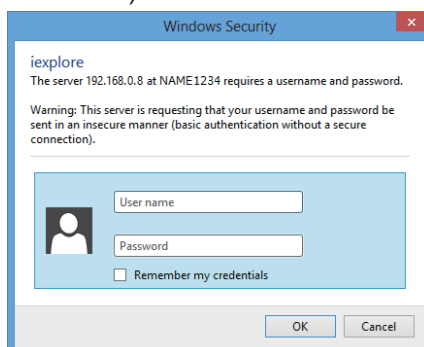 Windows Security
iexplore
The server 192.168.0.8 at NAME1234 requires a username and password.
Warning: This server is requesting that your username and password be
sent in an insecure manner (basic authentication without a secure
connection).
User name
Password
Remember my credentials
OK Cancel